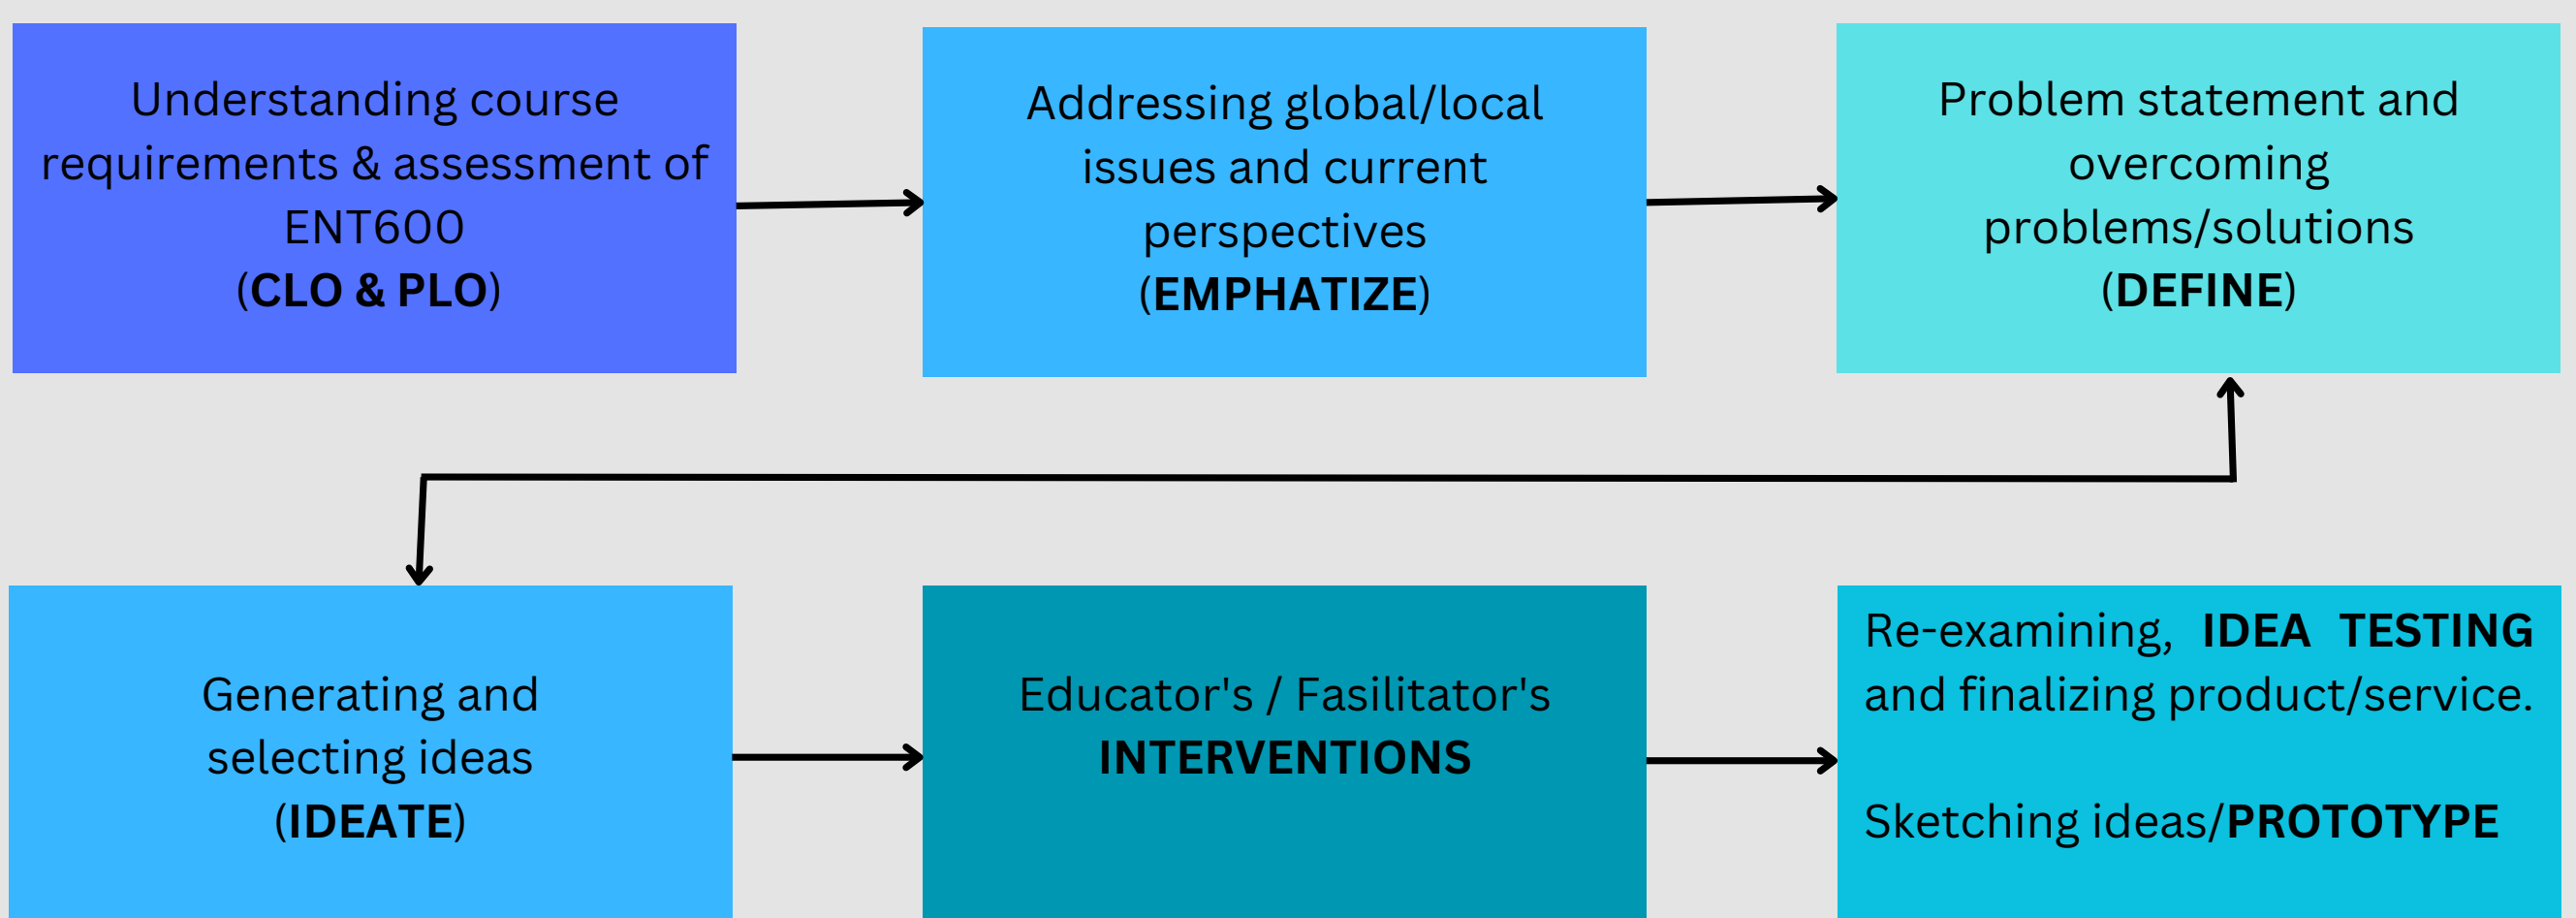 Understanding course
requirements & assessment of
ENT600
(CLO & PLO)
Addressing global/local
issues and current
perspectives
(EMPHATIZE)
Problem statement and
overcoming
problems/solutions
(DEFINE)
Generating and
selecting ideas
(IDEATE)
Educator's / Fasilitator's
INTERVENTIONS
Re-examining, IDEA TESTING
and finalizing product/service.
Sketching ideas/PROTOTYPE